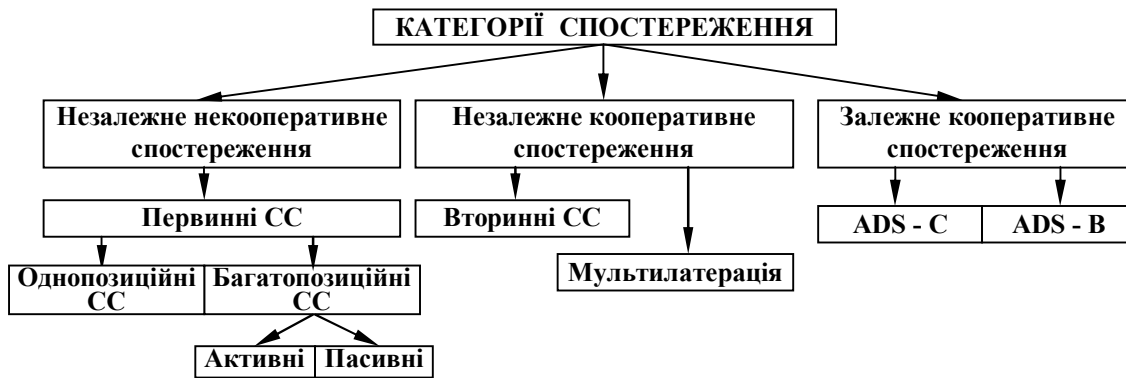 КАТЕГОРІЇ СПОСТЕРЕЖЕННЯ
Незалежне некооперативне
спостереження
Незалежне кооперативне
спостереження
Залежне кооперативне
спостереження
Первинні СС
Вторинні СС
ADS - C
ADS - B
Однопозиційні
СС
Багатопозиційні
СС
Мультилатерація
Активні
Пасивні